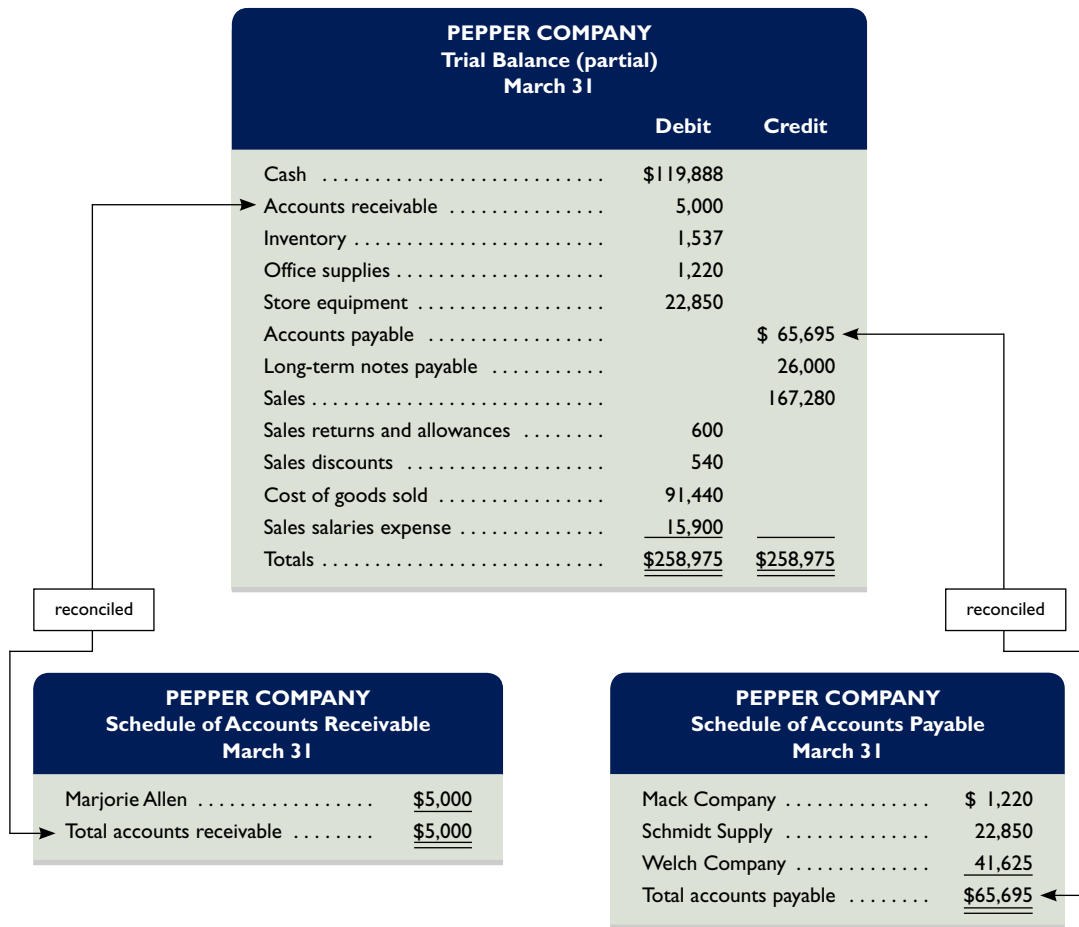 PEPPER COMPANY
Trial Balance (partial)
March 31
Debit Credit
Cash ........................... $119,888
Accounts receivable ............... 5,000
Inventory ........................ 1,537
Office supplies .................... 1,220
Store equipment .................. 22,850
Accounts payable ................. $ 65,695
Long-term notes payable ........... 26,000
Sales ............................ 167,280
Sales returns and allowances ........ 600
Sales discounts ................... 540
Cost of goods sold ................ 91,440
Sales salaries expense .............. 15,900
Totals ........................... $258,975 $258,975
reconciled
reconciled
PEPPER COMPANY
Schedule of Accounts Receivable
March 31
Marjorie Allen ................. $5,000
Total accounts receivable ........ $5,000
PEPPER COMPANY
Schedule of Accounts Payable
March 31
Mack Company .............. $ 1,220
Schmidt Supply .............. 22,850
Welch Company ............. 41,625
Total accounts payable ........ $65,695